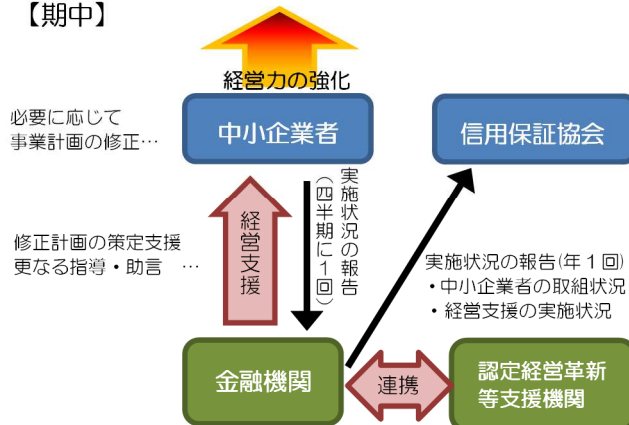 【期中】
経営力の強化
必要に応じて
事業計画の修正…
中小企業者
信用保証協会
経営支援
実施状況の報告
(四半期に1回)
修正計画の策定支援
更なる指導・助言 …
実施状況の報告(年1回)
・中小企業者の取組状況
・経営支援の実施状況
金融機関
連携
認定経営革新
等支援機関